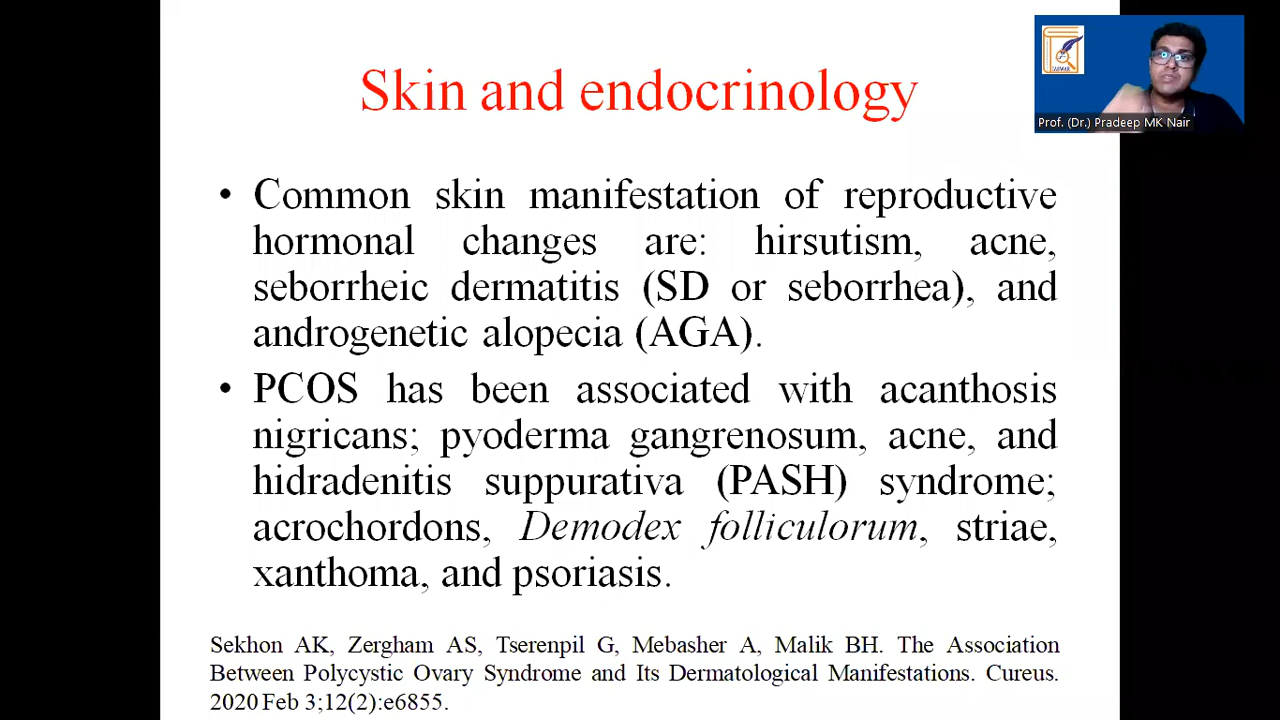 Skin and endocrinology
Prof. (Dr.) Pradeep MK Nair
• Common skin manifestation of reproductive
hormonal changes are: hirsutism, acne,
seborrheic dermatitis (SD or seborrhea), and
androgenetic alopecia (AGA).
• PCOS has been associated with acanthosis
nigricans; pyoderma gangrenosum, acne, and
hidradenitis suppurativa (PASH) syndrome;
acrochordons, Demodex folliculorum, striae,
xanthoma, and psoriasis.
Sekhon AK, Zergham AS, Tserenpil G, Mebasher A, Malik BH. The Association
Between Polycystic Ovary Syndrome and Its Dermatological Manifestations. Cureus.
2020 Feb 3;12(2):e6855.